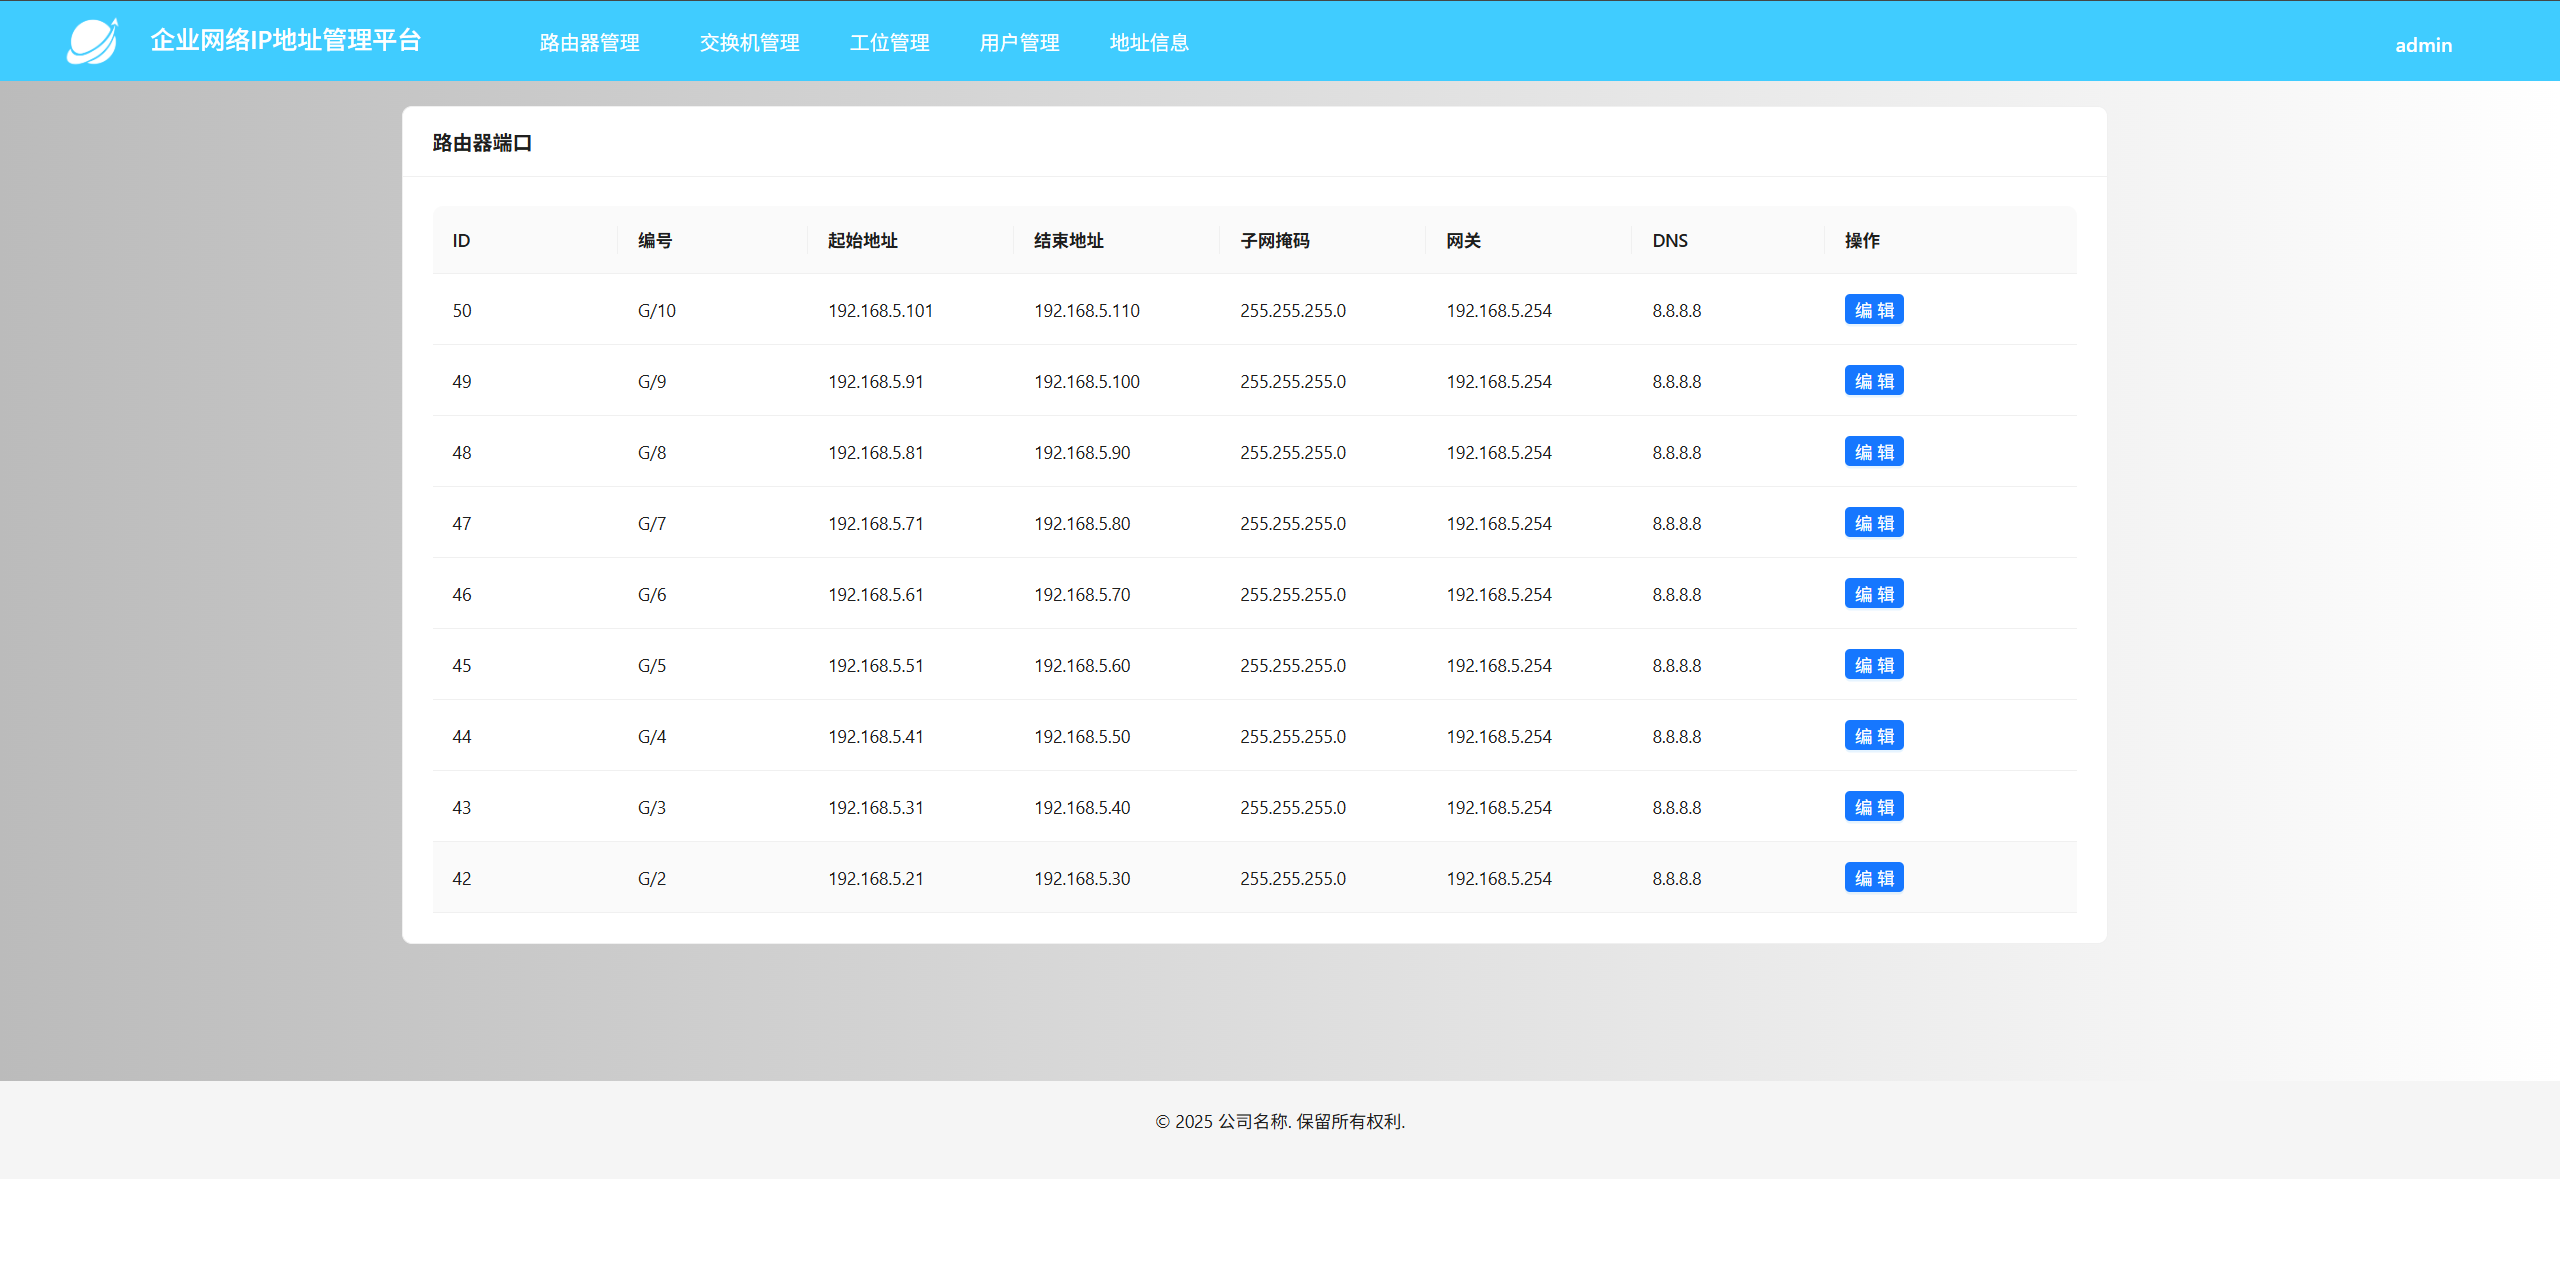 企业网络IP地址管理平台 路由器管理 交换机管理 工位管理 用户管理 地址信息 admin
路由器端口
ID 编号 起始地址 结束地址 子网掩码 网关 DNS 操作
50 G/10 192.168.5.101 192.168.5.110 255.255.255.0 192.168.5.254 8.8.8.8 编 辑
49 G/9 192.168.5.91 192.168.5.100 255.255.255.0 192.168.5.254 8.8.8.8 编 辑
48 G/8 192.168.5.81 192.168.5.90 255.255.255.0 192.168.5.254 8.8.8.8 编 辑
47 G/7 192.168.5.71 192.168.5.80 255.255.255.0 192.168.5.254 8.8.8.8 编 辑
46 G/6 192.168.5.61 192.168.5.70 255.255.255.0 192.168.5.254 8.8.8.8 编 辑
45 G/5 192.168.5.51 192.168.5.60 255.255.255.0 192.168.5.254 8.8.8.8 编 辑
44 G/4 192.168.5.41 192.168.5.50 255.255.255.0 192.168.5.254 8.8.8.8 编 辑
43 G/3 192.168.5.31 192.168.5.40 255.255.255.0 192.168.5.254 8.8.8.8 编 辑
42 G/2 192.168.5.21 192.168.5.30 255.255.255.0 192.168.5.254 8.8.8.8 编 辑
© 2025 公司名称. 保留所有权利.